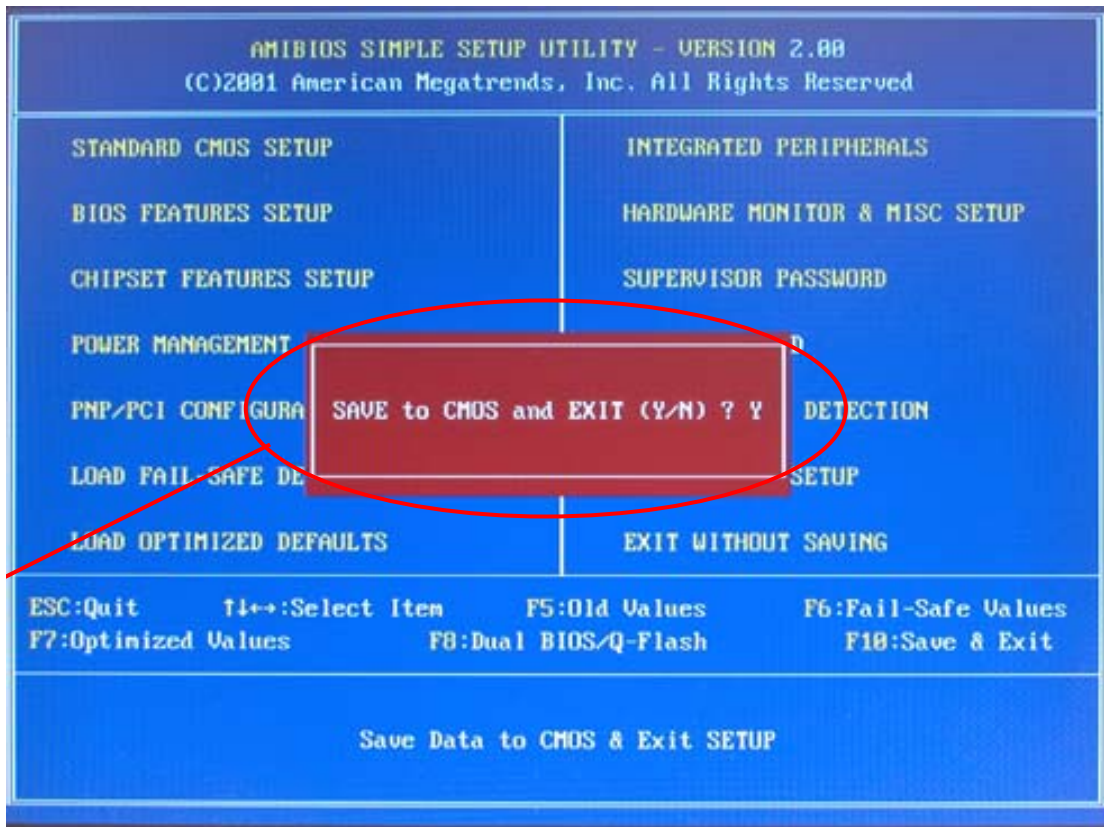 AMIBIOS SIMPLE SETUP UTILITY - VERSION 2.00
(C)2001 American Megatrends, Inc. All Rights Reserved
STANDARD CMOS SETUP
BIOS FEATURES SETUP
CHIPSET FEATURES SETUP
POWER MANAGEMENT
PNP/PCI CONFIGURA
LOAD FAIL-SAFE DE
LOAD OPTIMIZED DEFAULTS
INTEGRATED PERIPHERALS
HARDWARE MONITOR & MISC SETUP
SUPERVISOR PASSWORD
D
DETECTION
SETUP
EXIT WITHOUT SAVING
SAVE to CMOS and EXIT (Y/N) ? Y
ESC:Quit ↑↓←→:Select Item F5:Old Values F6:Fail-Safe Values
F7:Optimized Values F8:Dual BIOS/Q-Flash F10:Save & Exit
Save Data to CMOS & Exit SETUP